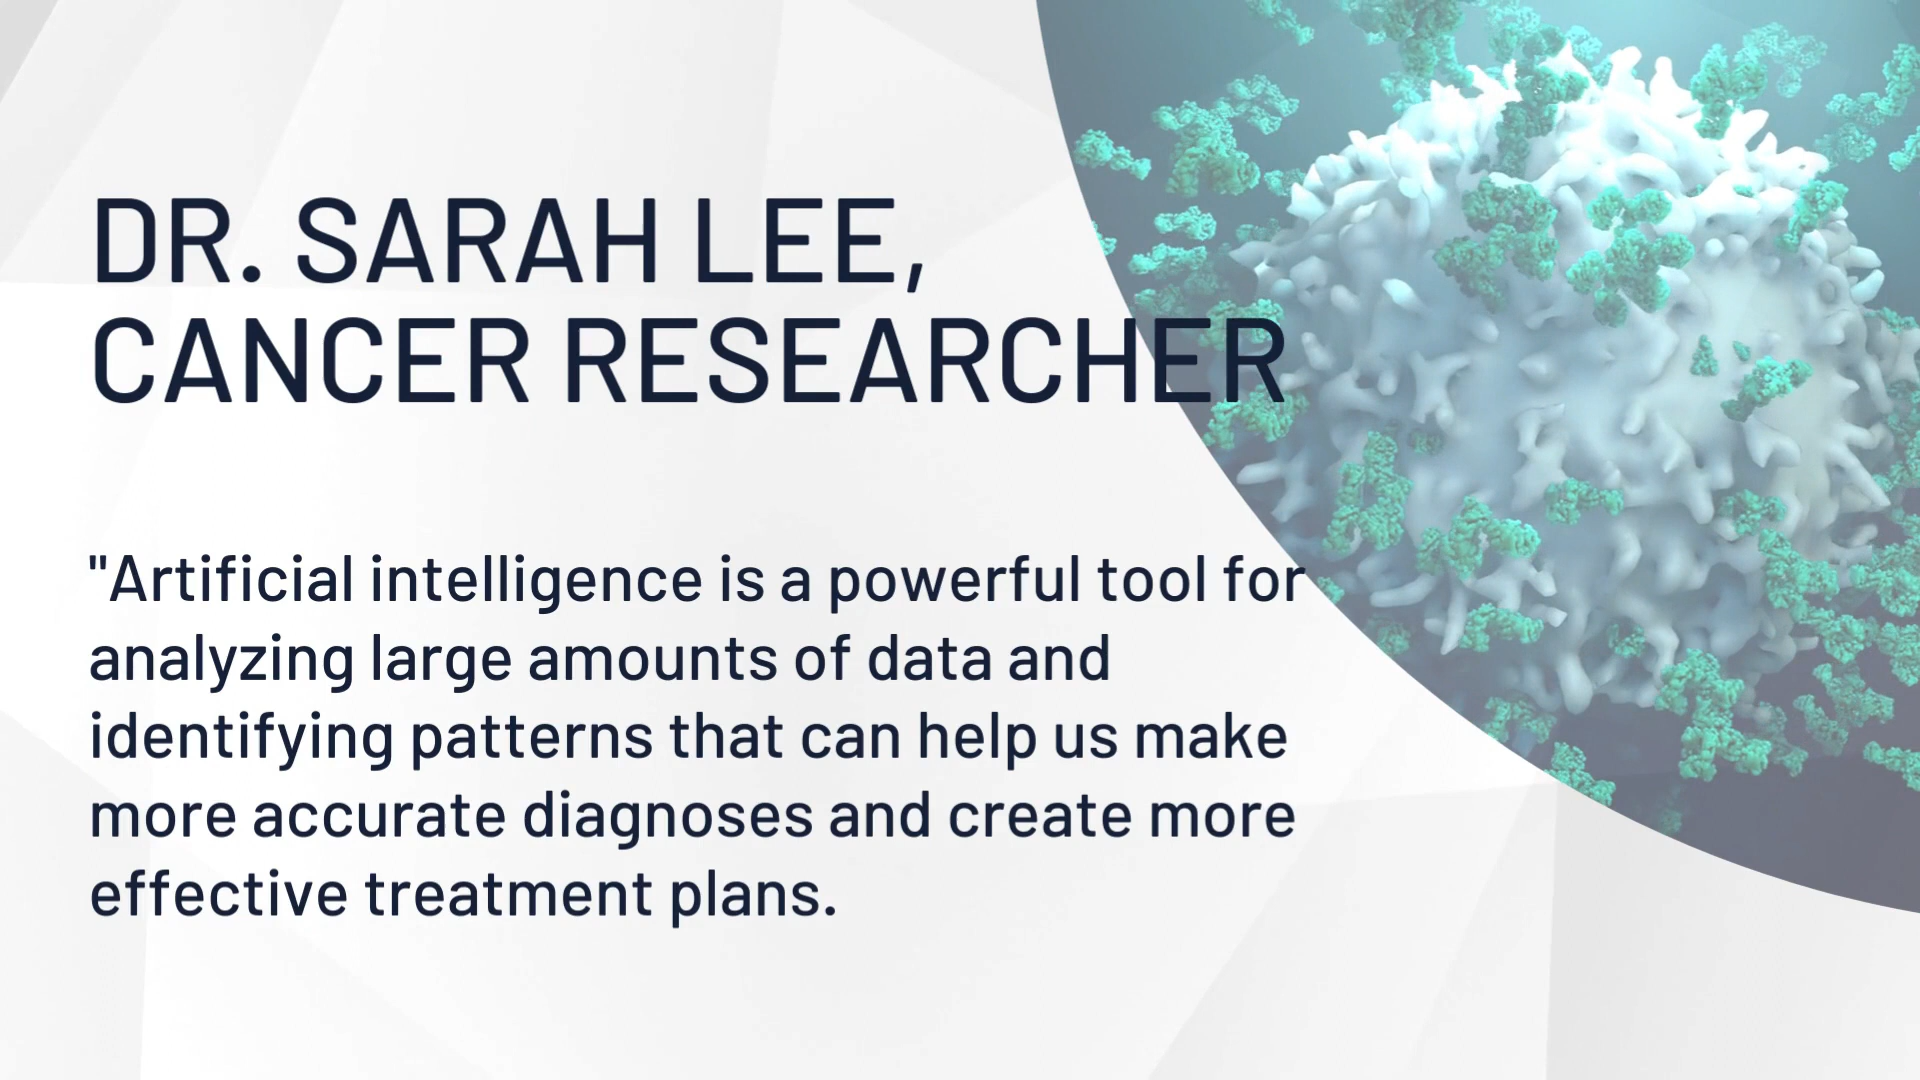 DR. SARAH LEE,
CANCER RESEARCHER
"Artificial intelligence is a powerful tool for
analyzing large amounts of data and
identifying patterns that can help us make
more accurate diagnoses and create more
effective treatment plans.